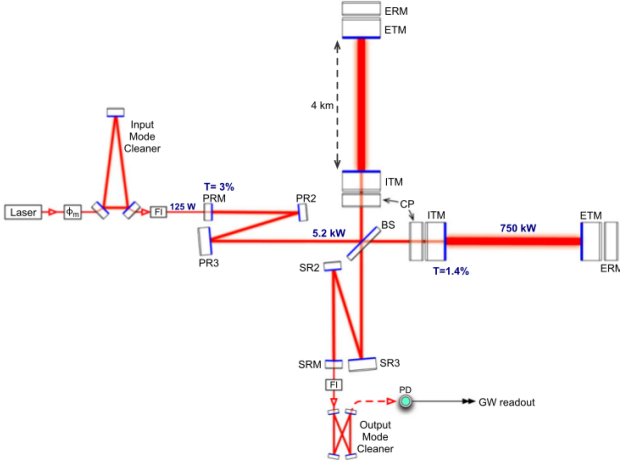 ERM
ETM
4 km
Input
Mode
Cleaner
T= 3%
ITM
PRM
PR2
CP
Laser
ϕm
FI
125 W
BS
ITM
ETM
5.2 kW
750 kW
PR3
SR2
T=1.4%
ERM
SRM
SR3
FI
PD
GW readout
Output
Mode
Cleaner